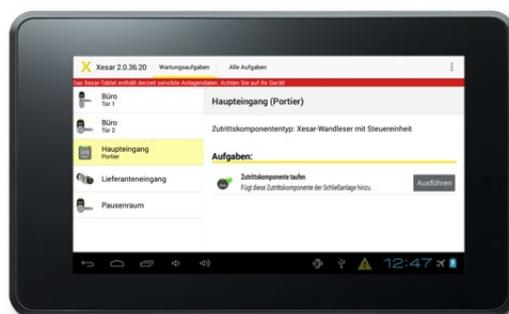 Xesar 2.0.36.20 Wartungsaufgaben Alle Aufgaben
Das Xesar-Tablet enthält derzeit sensible Anlagendaten. Achten Sie auf Ihr Gerät!
Büro
Tür 1
Büro
Tür 2
Haupteingang
Portier
Lieferanteneingang
Pausenraum
Haupteingang (Portier)
Zutrittskomponententyp: Xesar-Wandleser mit Steuereinheit
Aufgaben:
Zutrittskomponente taufen
Fügt diese Zutrittskomponente der Schließanlage hinzu.
Ausführen
12:47